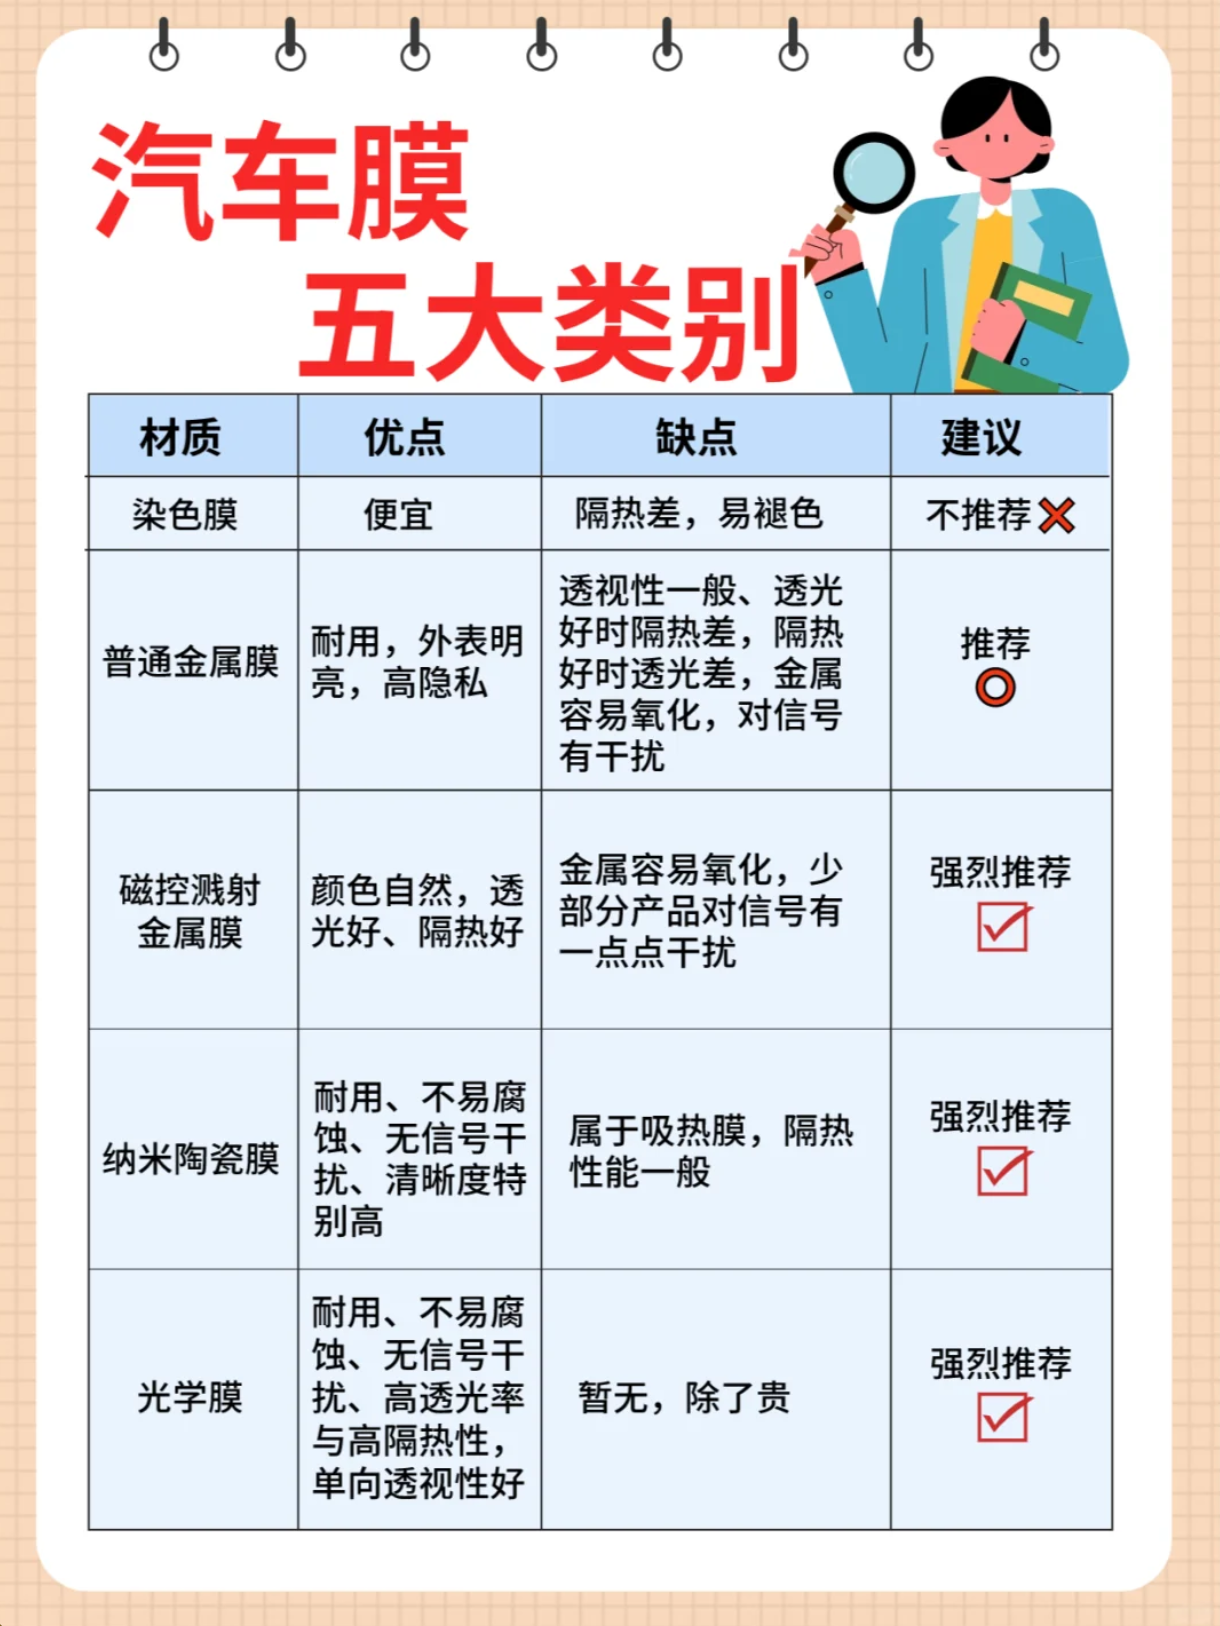 汽车膜
五大类别
材质
优点
缺点
建议
染色膜
便宜
隔热差，易褪色
不推荐
普通金属膜
耐用，外表明
亮，高隐私
透视性一般、透光
好时隔热差，隔热
好时透光差，金属
容易氧化，对信号
有干扰
推荐
磁控溅射
金属膜
颜色自然，透
光好、隔热好
金属容易氧化，少
部分产品对信号有
一点点干扰
强烈推荐
纳米陶瓷膜
耐用、不易腐
蚀、无信号干
扰、清晰度特
别高
属于吸热膜，隔热
性能一般
强烈推荐
光学膜
耐用、不易腐
蚀、无信号干
扰、高透光率
与高隔热性，
单向透视性好
暂无，除了贵
强烈推荐